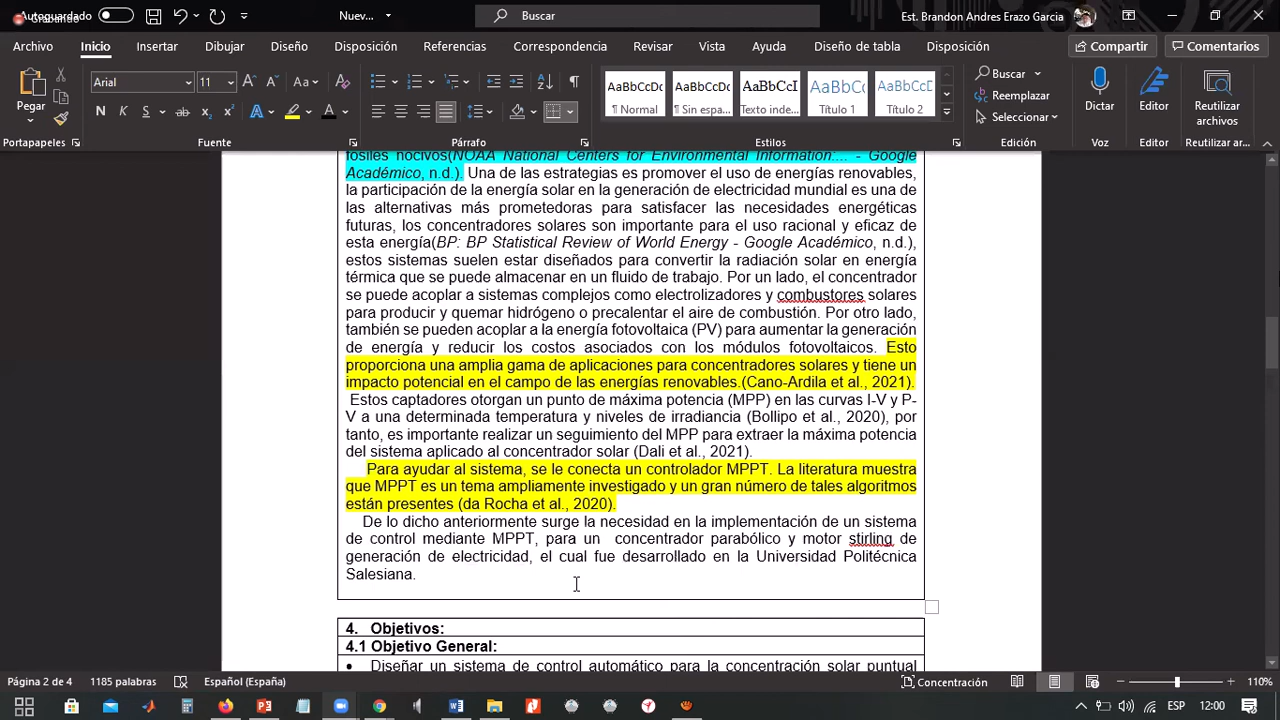 Autoguardado
Nuev...
Buscar
Est. Brandon Andres Erazo Garcia
Archivo Inicio Insertar Dibujar Diseño Disposición Referencias Correspondencia Revisar Vista Ayuda Diseño de tabla Disposición Compartir Comentarios
Pegar
Arial 11
N K S ab x₂ x²
AaBbCcDc AaBbCcDc AaBbCcI AaBbC AaBbCcD
¶ Normal ¶ Sin espa... Texto inde... Título 1 Título 2
Buscar
Reemplazar
Seleccionar
Dictar
Editor
Reutilizar
archivos
Portapapeles Fuente Párrafo Estilos Edición Voz Editor Reutilizar ar...
fósiles nocivos(NOAA National Centers for Environmental Information:... - Google
Académico, n.d.). Una de las estrategias es promover el uso de energías renovables,
la participación de la energía solar en la generación de electricidad mundial es una de
las alternativas más prometedoras para satisfacer las necesidades energéticas
futuras, los concentradores solares son importante para el uso racional y eficaz de
esta energía(BP: BP Statistical Review of World Energy - Google Académico, n.d.),
estos sistemas suelen estar diseñados para convertir la radiación solar en energía
térmica que se puede almacenar en un fluido de trabajo. Por un lado, el concentrador
se puede acoplar a sistemas complejos como electrolizadores y combustores solares
para producir y quemar hidrógeno o precalentar el aire de combustión. Por otro lado,
también se pueden acoplar a la energía fotovoltaica (PV) para aumentar la generación
de energía y reducir los costos asociados con los módulos fotovoltaicos. Esto
proporciona una amplia gama de aplicaciones para concentradores solares y tiene un
impacto potencial en el campo de las energías renovables.(Cano-Ardila et al., 2021).
Estos captadores otorgan un punto de máxima potencia (MPP) en las curvas I-V y P-
V a una determinada temperatura y niveles de irradiancia (Bollipo et al., 2020), por
tanto, es importante realizar un seguimiento del MPP para extraer la máxima potencia
del sistema aplicado al concentrador solar (Dali et al., 2021).
Para ayudar al sistema, se le conecta un controlador MPPT. La literatura muestra
que MPPT es un tema ampliamente investigado y un gran número de tales algoritmos
están presentes (da Rocha et al., 2020).
De lo dicho anteriormente surge la necesidad en la implementación de un sistema
de control mediante MPPT, para un concentrador parabólico y motor stirling de
generación de electricidad, el cual fue desarrollado en la Universidad Politécnica
Salesiana.
4. Objetivos:
4.1 Objetivo General:
• Diseñar un sistema de control automático para la concentración solar puntual
Página 2 de 4 1185 palabras Español (España) Concentración 110%
ESP 12:00